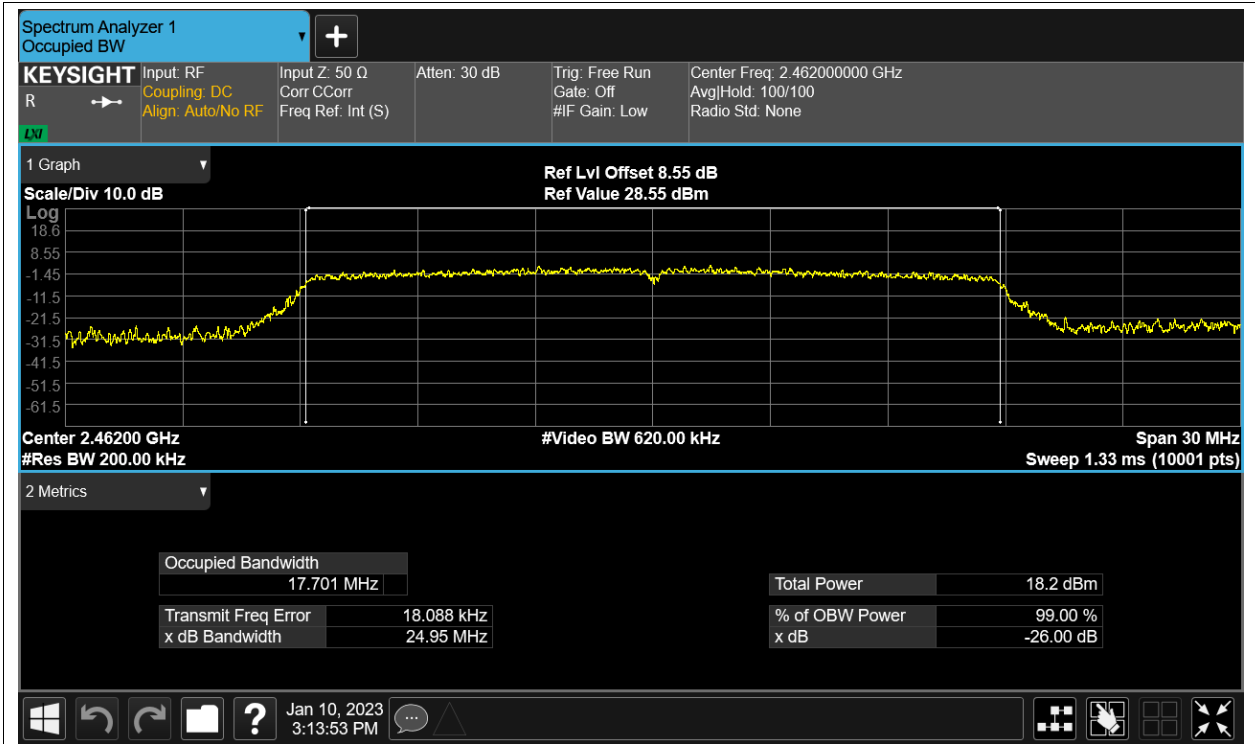 Spectrum Analyzer 1
Occupied BW
KEYSIGHT
R
LXI
Input: RF
Coupling: DC
Align: Auto/No RF
Input Z: 50 Ω
Corr CCorr
Freq Ref: Int (S)
Atten: 30 dB
Trig: Free Run
Gate: Off
#IF Gain: Low
Center Freq: 2.462000000 GHz
Avg|Hold: 100/100
Radio Std: None
1 Graph
Scale/Div 10.0 dB
Ref Lvl Offset 8.55 dB
Ref Value 28.55 dBm
Log
18.6
8.55
-1.45
-11.5
-21.5
-31.5
-41.5
-51.5
-61.5
Center 2.46200 GHz
#Res BW 200.00 kHz
#Video BW 620.00 kHz
Span 30 MHz
Sweep 1.33 ms (10001 pts)
2 Metrics
Occupied Bandwidth
17.701 MHz
Transmit Freq Error 18.088 kHz
x dB Bandwidth 24.95 MHz
Total Power 18.2 dBm
% of OBW Power 99.00 %
x dB -26.00 dB
?
Jan 10, 2023
3:13:53 PM